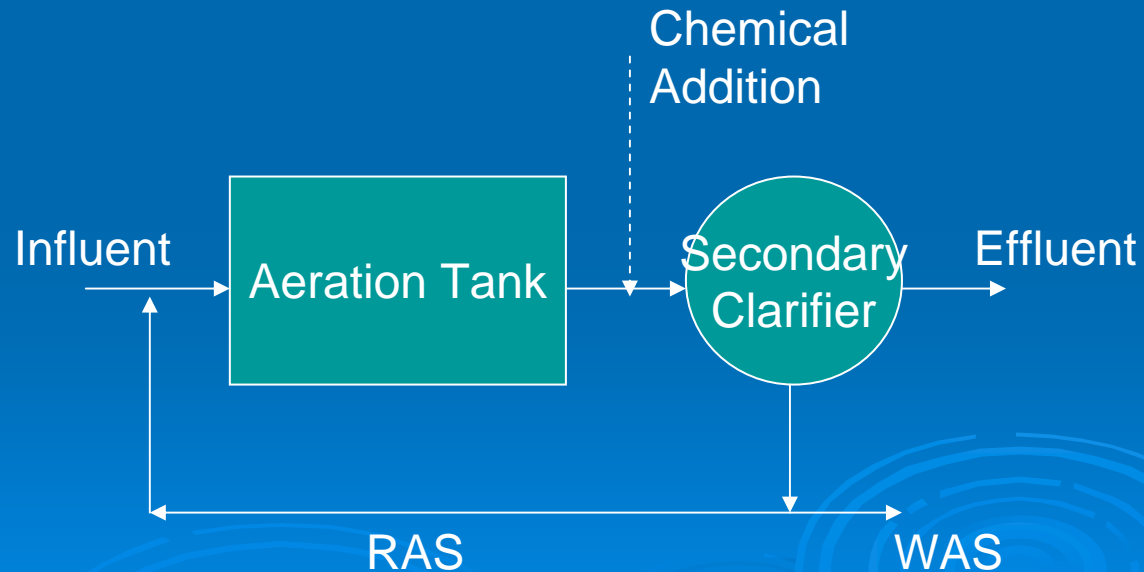 Chemical
Addition
Influent
Aeration Tank
Secondary
Clarifier
Effluent
RAS
WAS